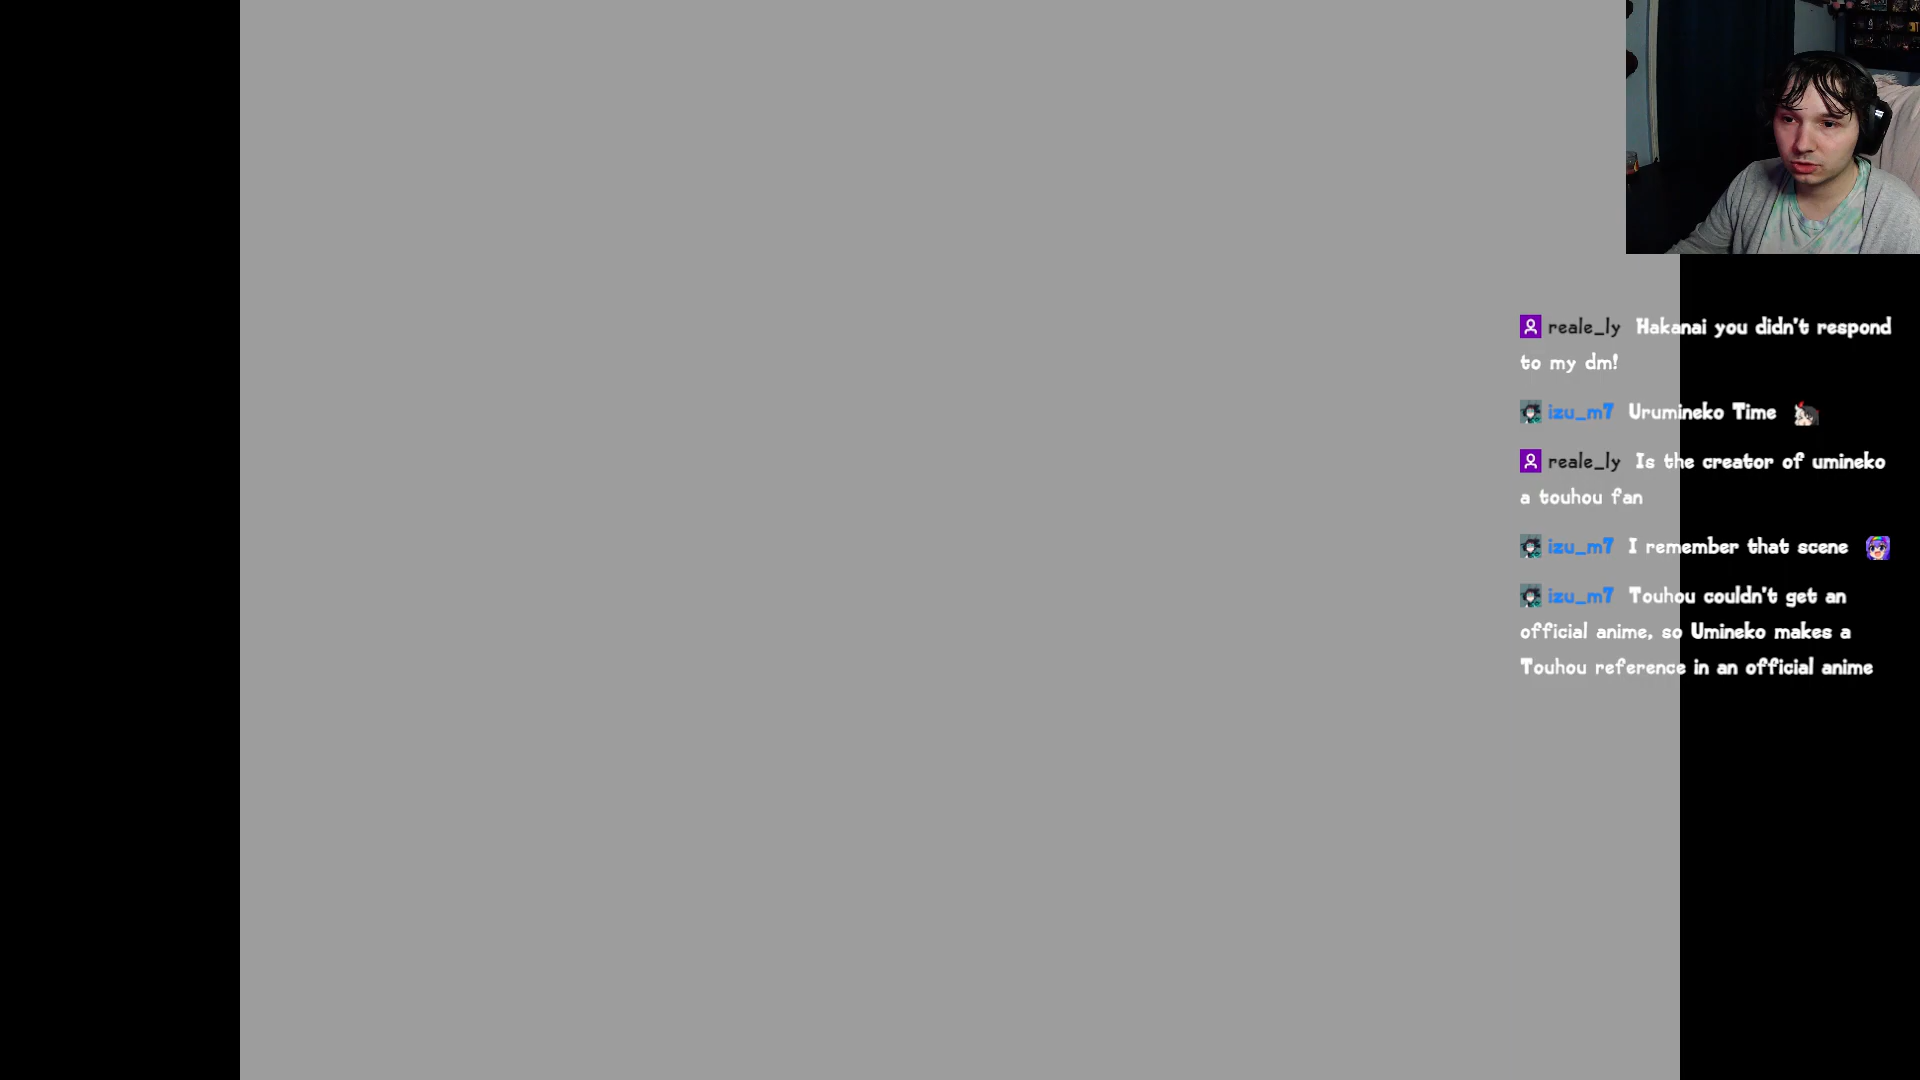 reale_ly Hakanai you didn't respond
to my dm!
izu_m7 Urumineko Time
reale_ly Is the creator of umineko
a touhou fan
izu_m7 I remember that scene
izu_m7 Touhou couldn't get an
official anime, so Umineko makes a
Touhou reference in an official anime